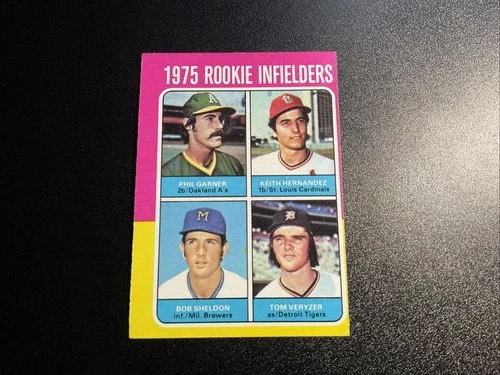 1975 ROOKIE INFIELDERS
A's
PHIL GARNER
2b/Oakland A's
KEITH HERNANDEZ
1b/St. Louis Cardinals
M
BOB SHELDON
inf./Mil. Brewers
D
TOM VERYZER
ss/Detroit Tigers